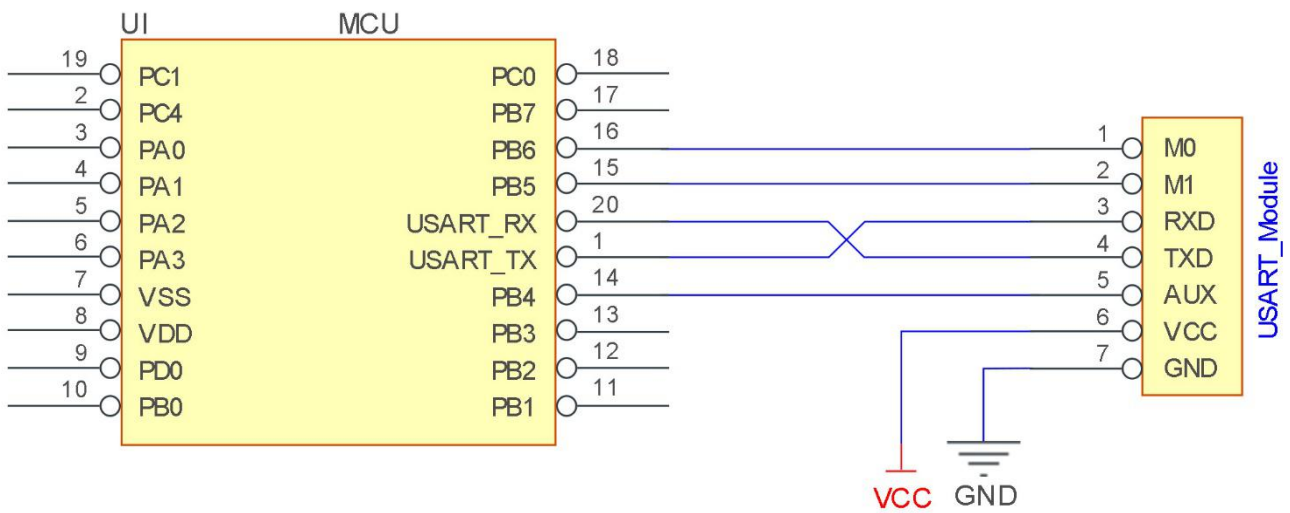 UI MCU
19 PC1 PC0 18
2 PC4 PB7 17
3 PA0 PB6 16 1 M0
4 PA1 PB5 15 2 M1
5 PA2 USART_RX 20 3 RXD
6 PA3 USART_TX 1 4 TXD
7 VSS PB4 14 5 AUX
8 VDD PB3 13 6 VCC
9 PD0 PB2 12 7 GND
10 PB0 PB1 11
USART_Module
VCC GND